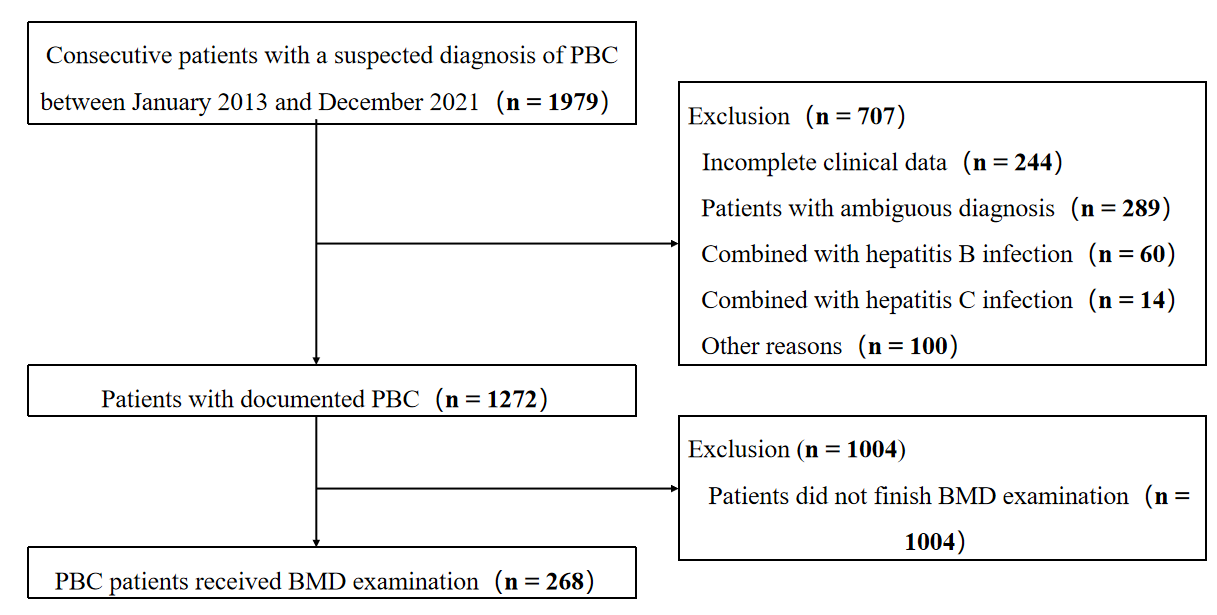 Consecutive patients with a suspected diagnosis of PBC
between January 2013 and December 2021（n = 1979）
Exclusion（n = 707）
Incomplete clinical data（n = 244）
Patients with ambiguous diagnosis（n = 289）
Combined with hepatitis B infection（n = 60）
Combined with hepatitis C infection（n = 14）
Other reasons（n = 100）
Patients with documented PBC（n = 1272）
Exclusion (n = 1004)
Patients did not finish BMD examination（n =
1004）
PBC patients received BMD examination（n = 268）